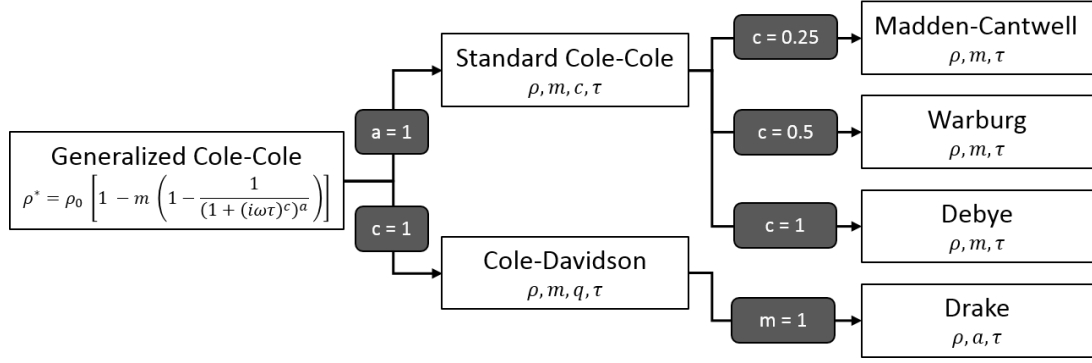 Generalized Cole-Cole
ρ* = ρ₀ [1 − m (1 − 1/(1 + (iωτ)ᶜ)ᵃ)]
a = 1
c = 1
Standard Cole-Cole
ρ, m, c, τ
Cole-Davidson
ρ, m, q, τ
c = 0.25
c = 0.5
c = 1
m = 1
Madden-Cantwell
ρ, m, τ
Warburg
ρ, m, τ
Debye
ρ, m, τ
Drake
ρ, a, τ